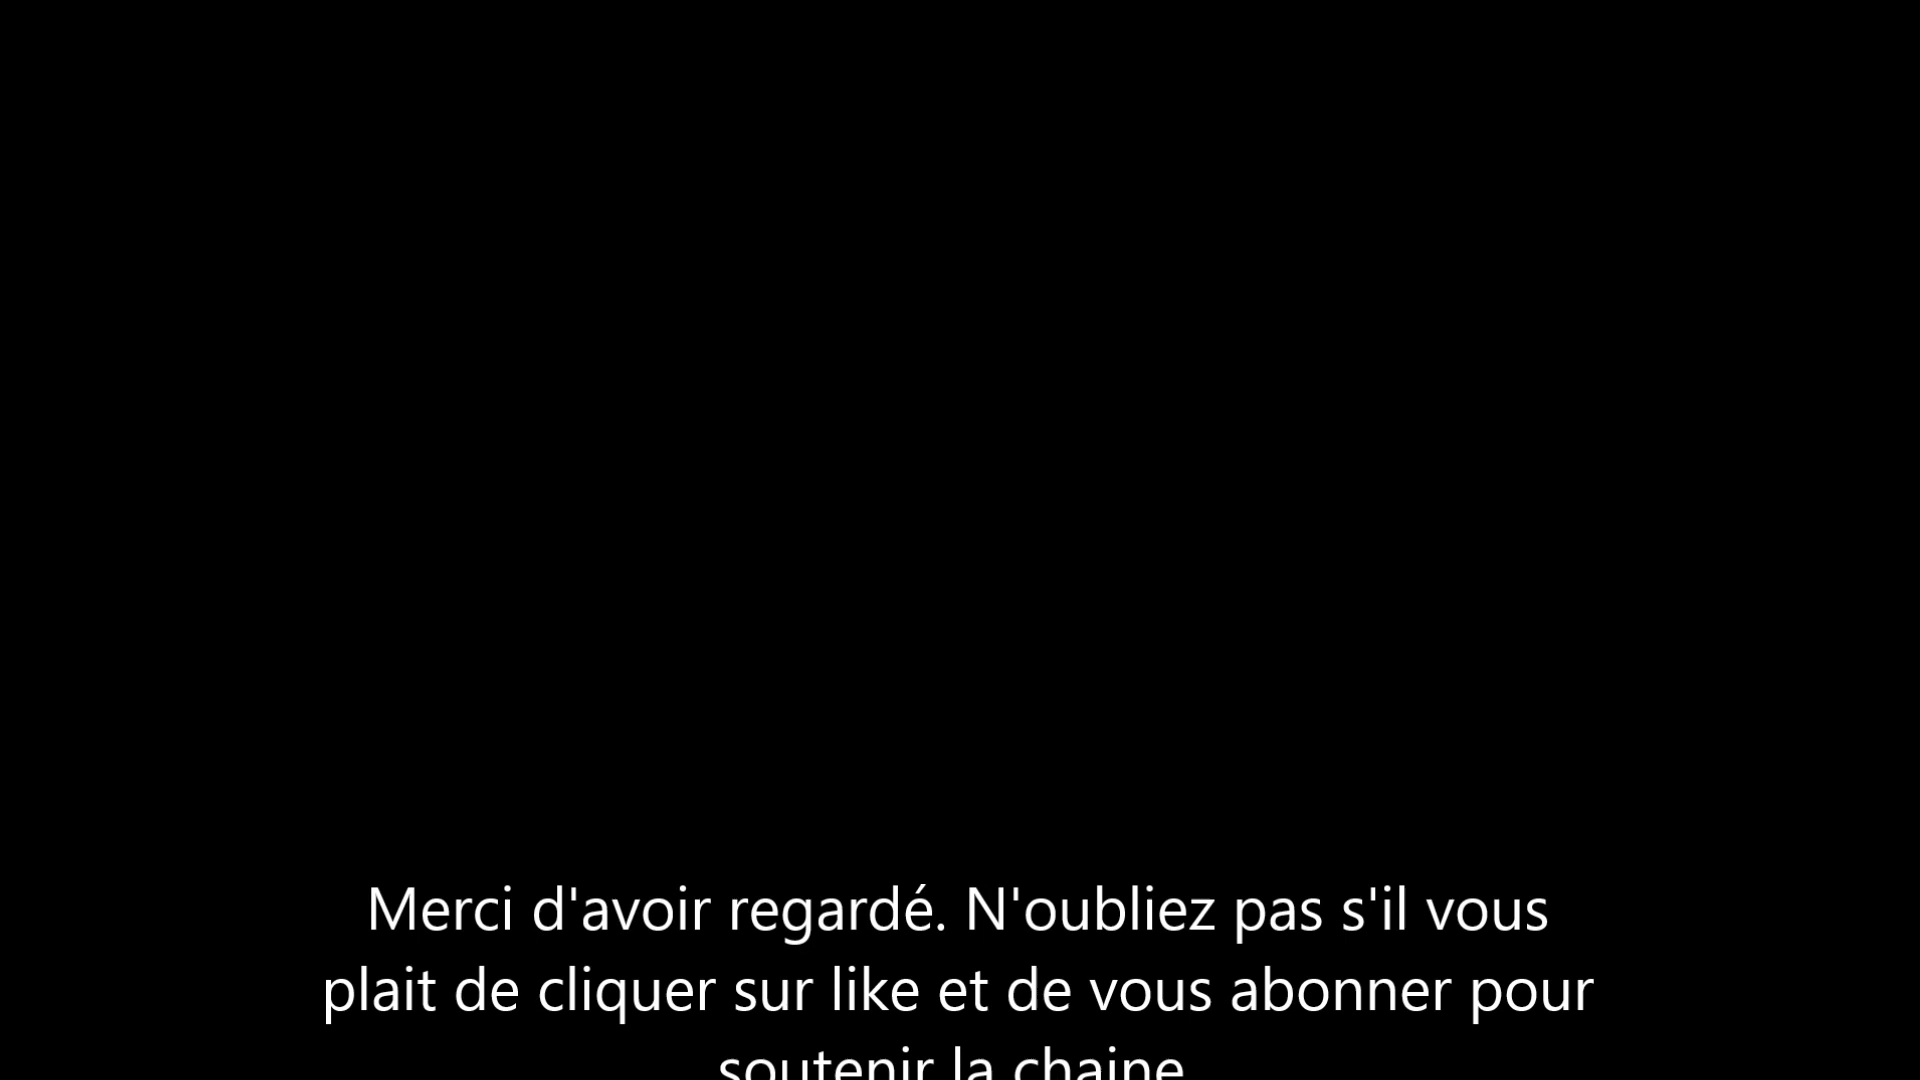 Merci d'avoir regardé. N'oubliez pas s'il vous
plait de cliquer sur like et de vous abonner pour
soutenir la chaine